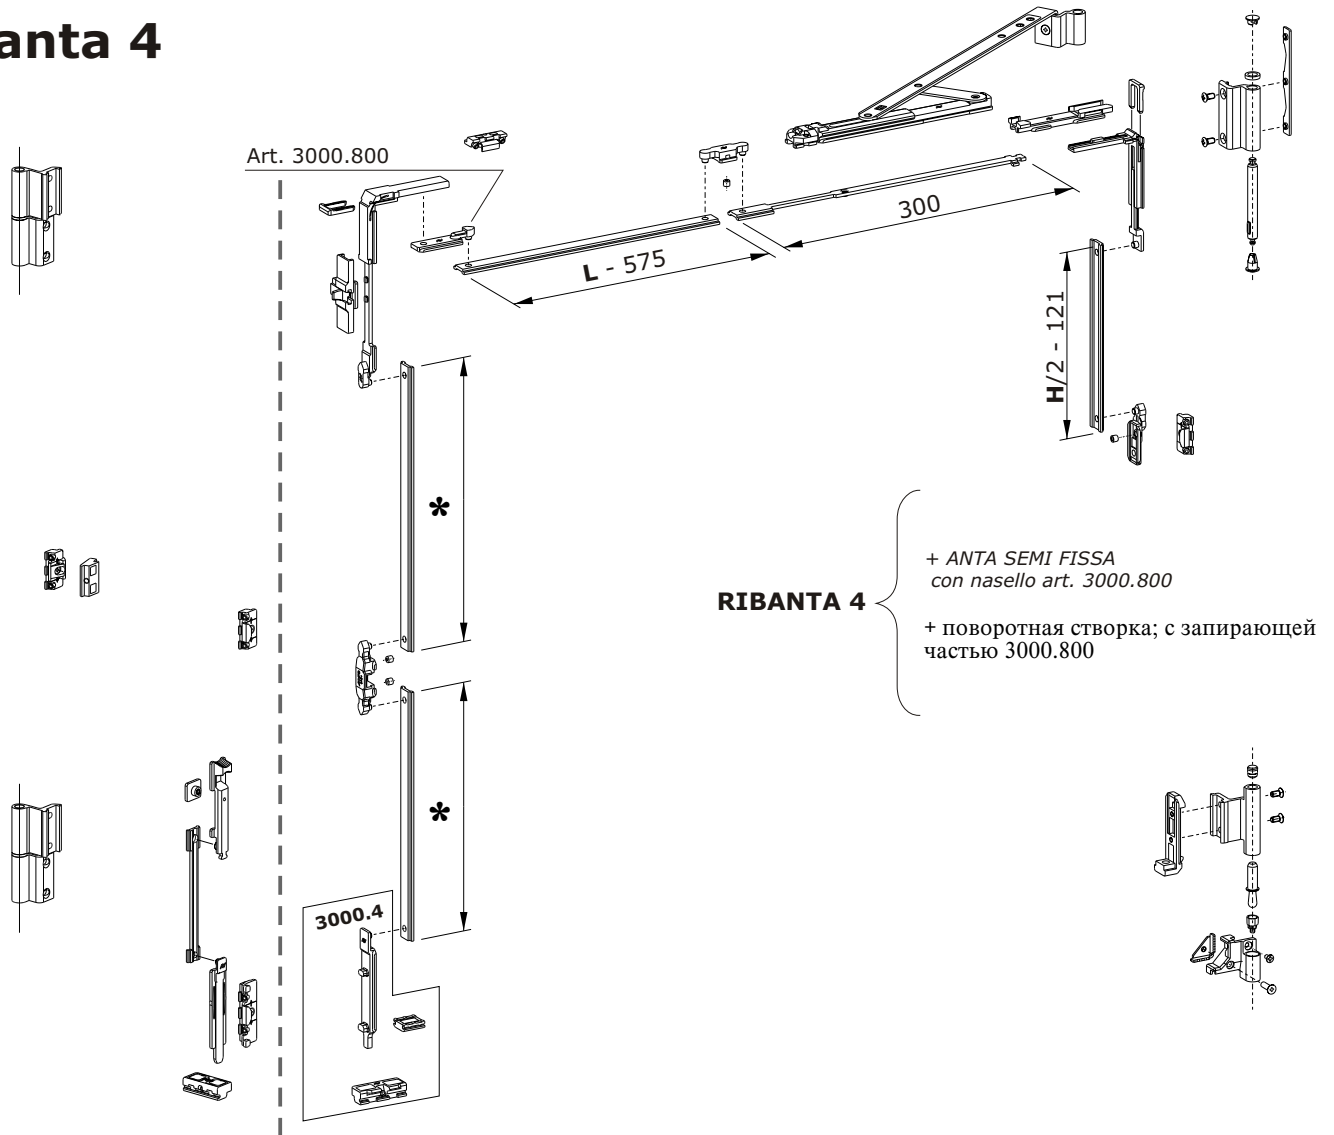 anta 4
Art. 3000.800
300
L - 575
H/2 - 121
*
+ ANTA SEMI FISSA
con nasello art. 3000.800
RIBANTA 4
+ поворотная створка; с запирающей
частью 3000.800
*
3000.4